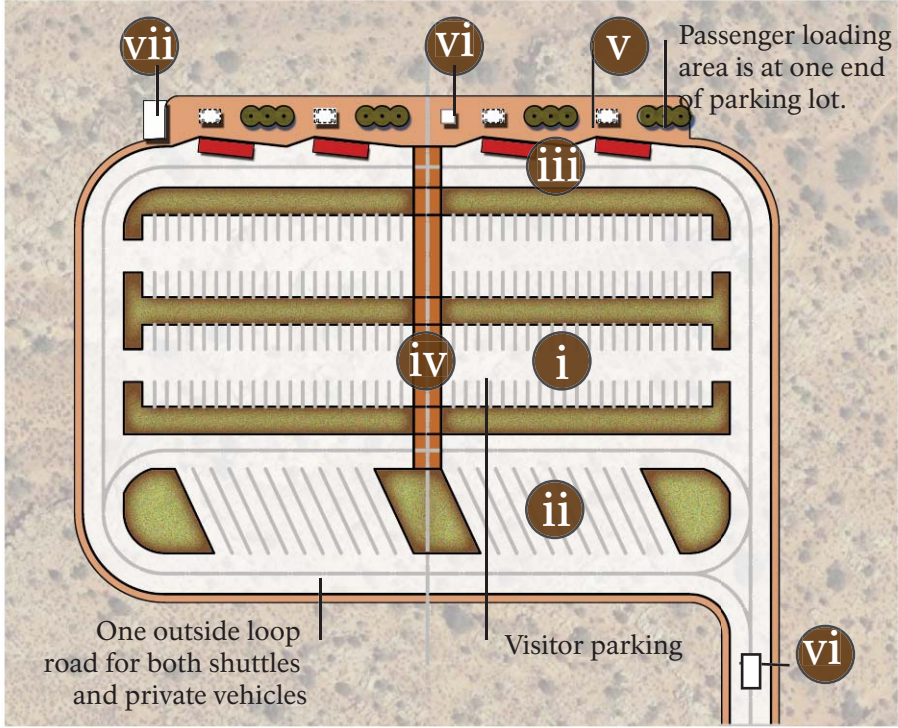 vii
vi
v
Passenger loading
area is at one end
of parking lot.
iii
iv
i
ii
One outside loop
road for both shuttles
and private vehicles
Visitor parking
vi